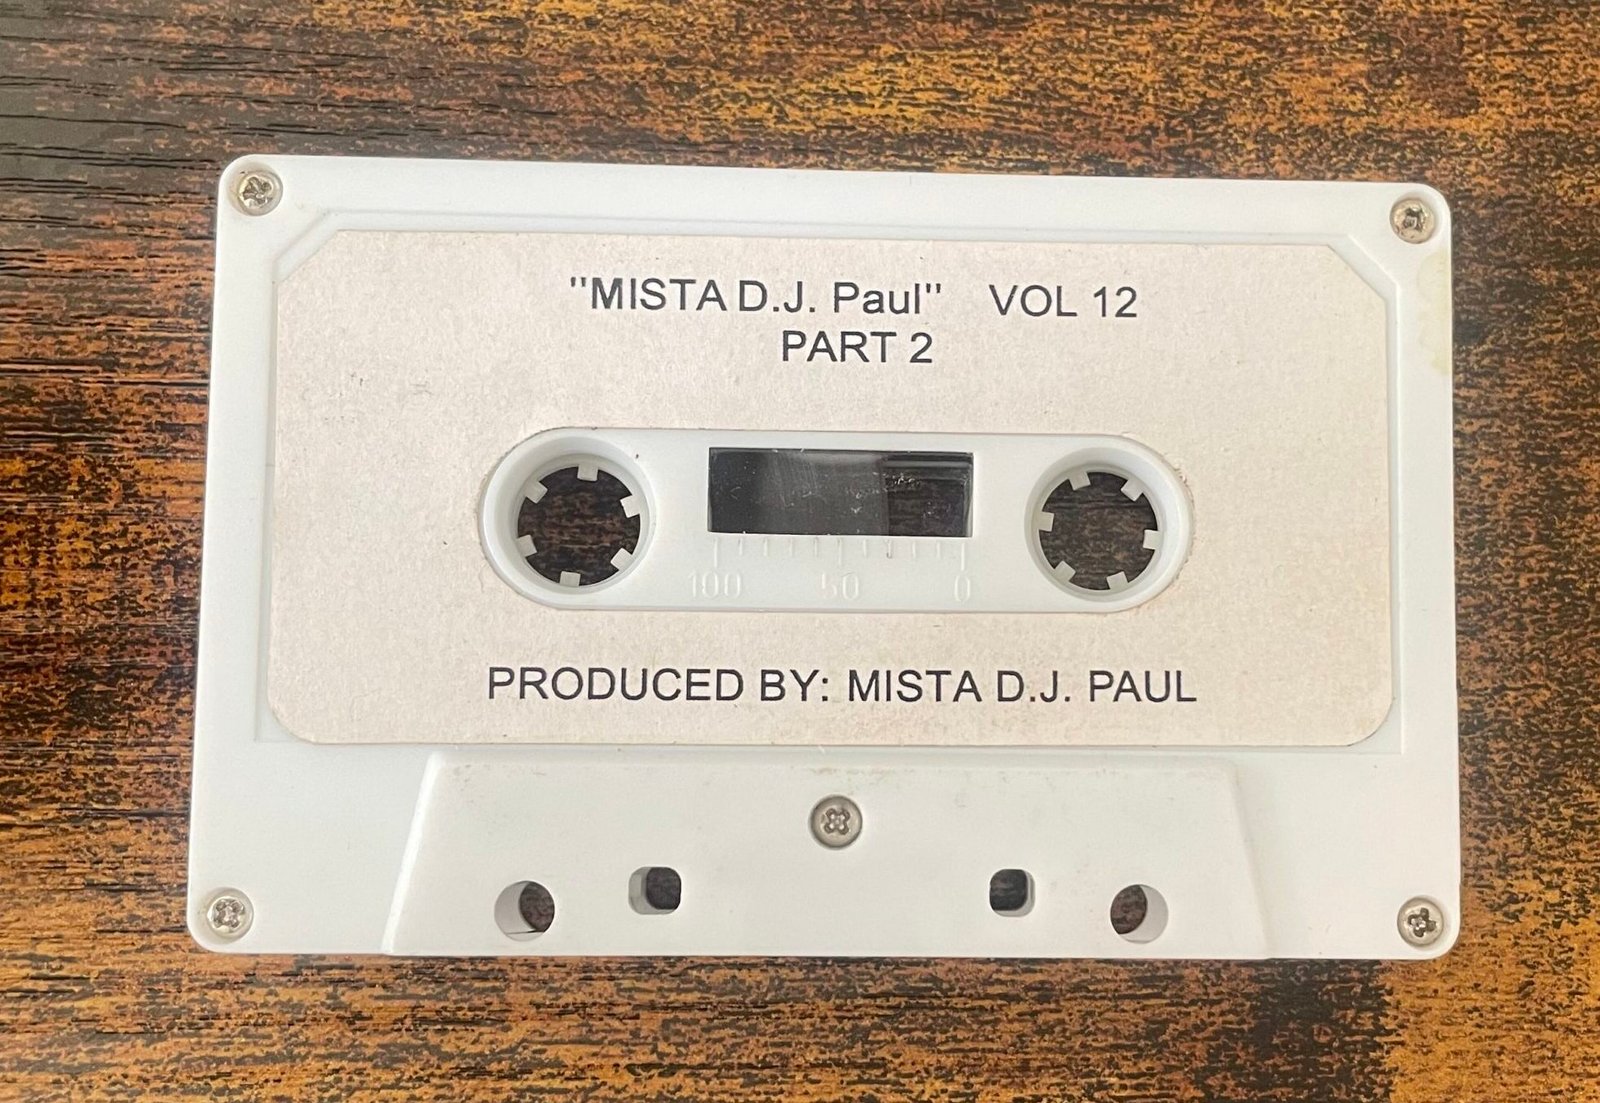 "MISTA D.J. Paul" VOL 12
PART 2
100 50 0
PRODUCED BY: MISTA D.J. PAUL